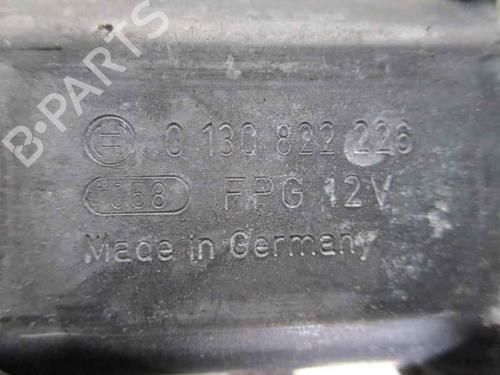 B-PARTS
0 130 822 226
1058 FPG 12V
Made in Germany